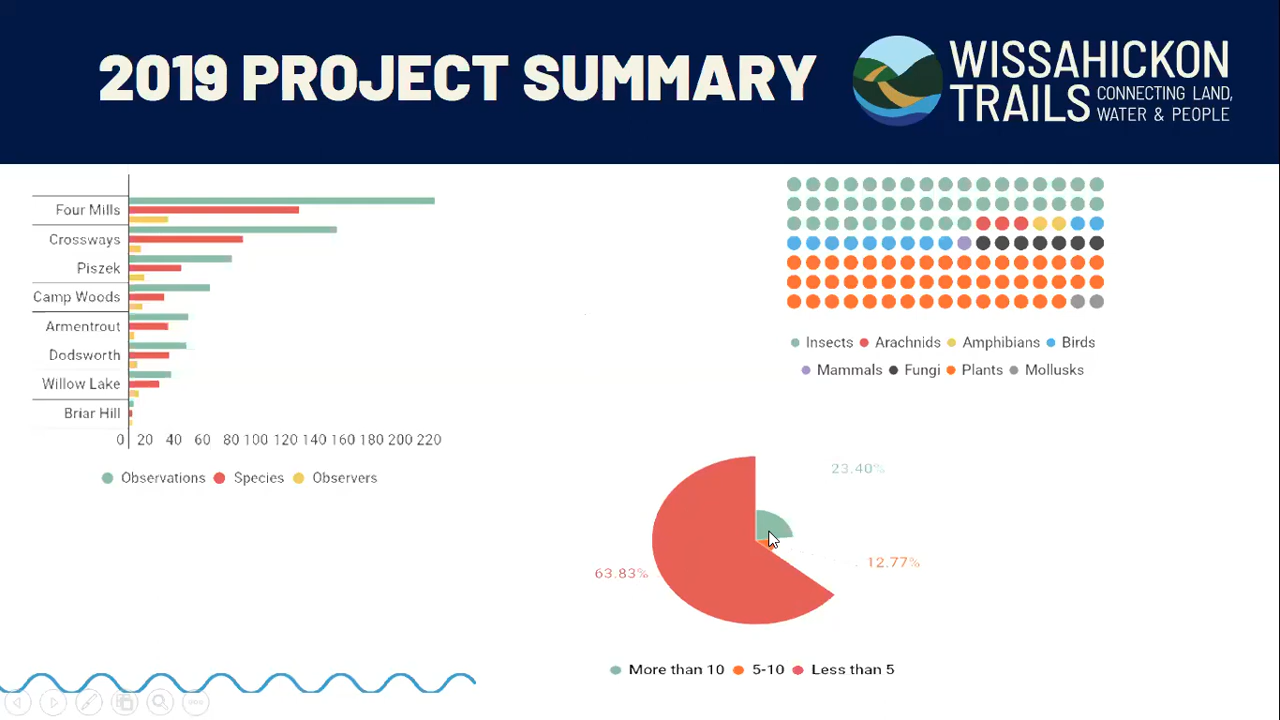 2019 PROJECT SUMMARY
WISSAHICKON
TRAILS
CONNECTING LAND,
WATER & PEOPLE
Four Mills
Crossways
Piszek
Camp Woods
Armentrout
Dodsworth
Willow Lake
Briar Hill
0 20 40 60 80 100 120 140 160 180 200 220
Observations Species Observers
Insects Arachnids Amphibians Birds
Mammals Fungi Plants Mollusks
23.40%
12.77%
63.83%
More than 10 5-10 Less than 5